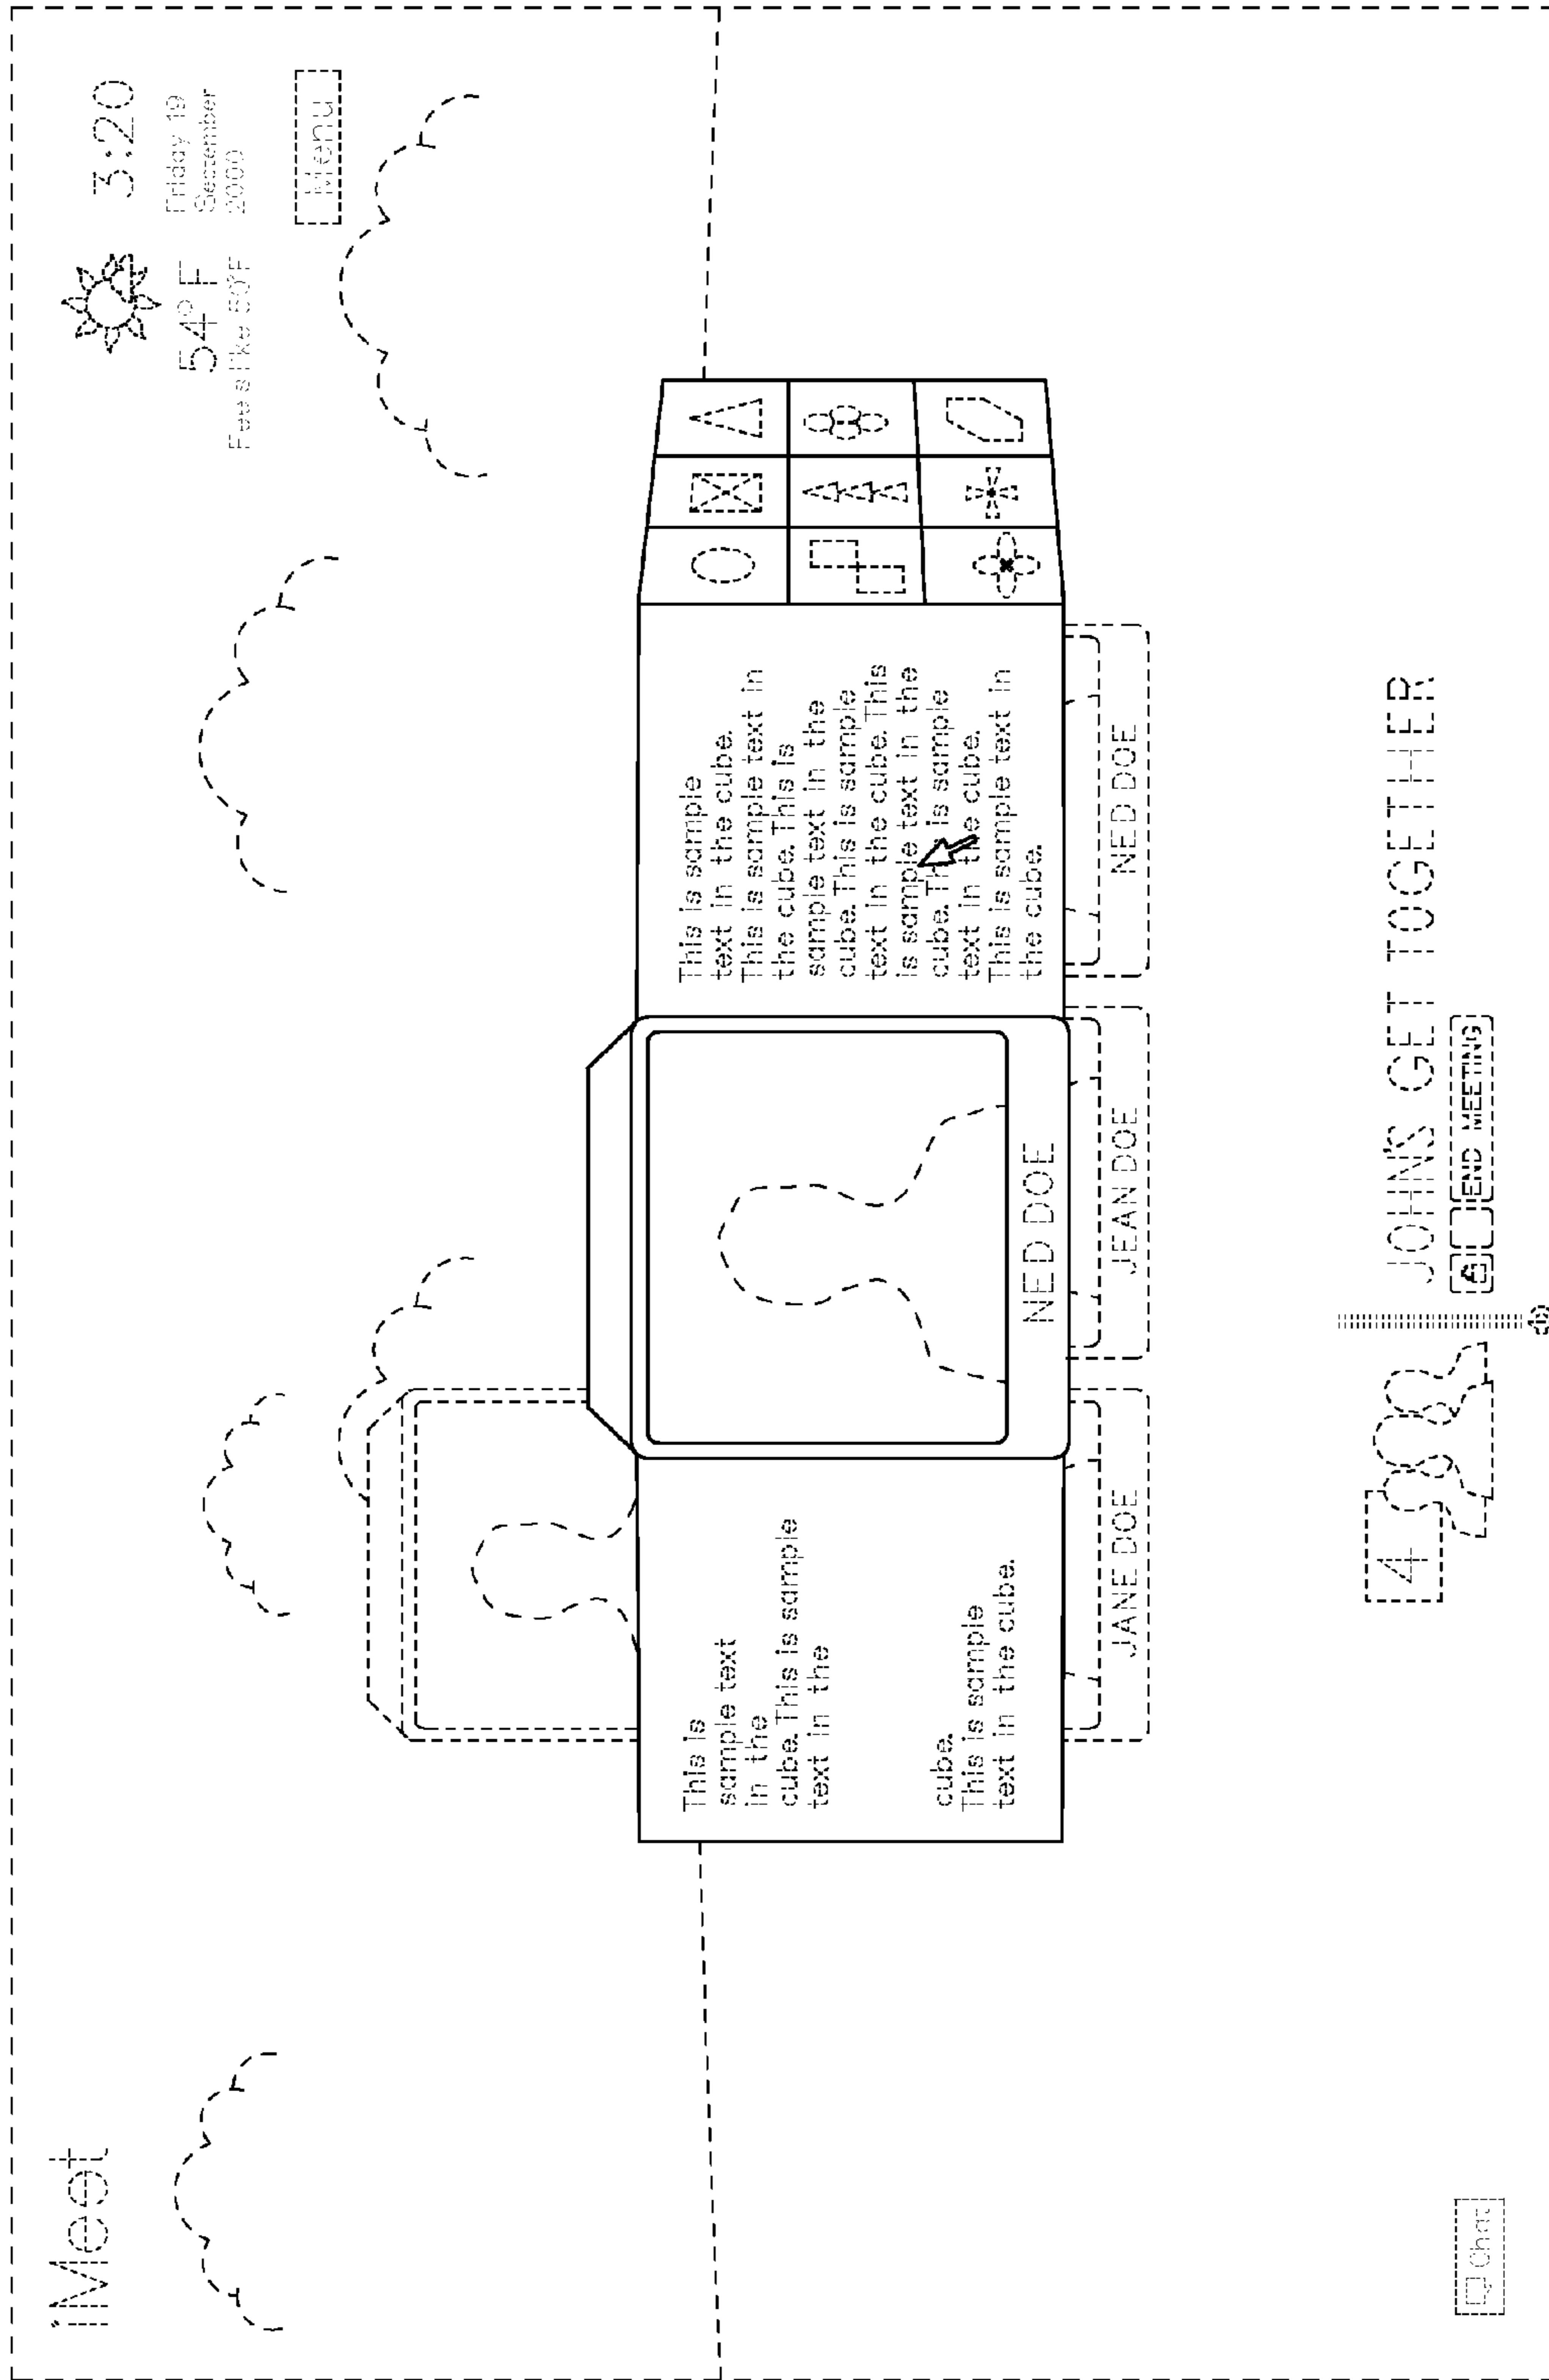 iMeet
3:20
Friday 19
September
2000
54°F
Feels like 50°F
Menu
This is
sample text
in the
cube. This is sample
text in the
cube.
This is sample
text in the cube.
NED DOE
This is sample
text in the cube.
This is sample text in
the cube. This is
sample text in the
cube. This is sample
text in the cube. This
is sample text in the
cube. This is sample
text in the cube.
This is sample text in
the cube.
JANE DOE
JEAN DOE
NED DOE
4
JOHN'S GET TOGETHER
END MEETING
Chat